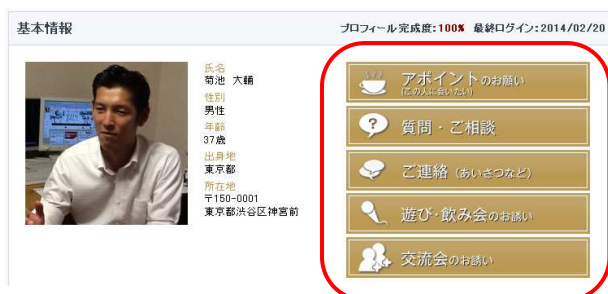 基本情報
プロフィール完成度:100% 最終ログイン:2014/02/20
氏名
菊池 大輔
性別
男性
年齢
37歳
出身地
東京都
所在地
〒150-0001
東京都渋谷区神宮前
アポイントのお願い
(この人に会いたい)
質問・ご相談
ご連絡 (あいさつなど)
遊び・飲み会のお誘い
交流会のお誘い